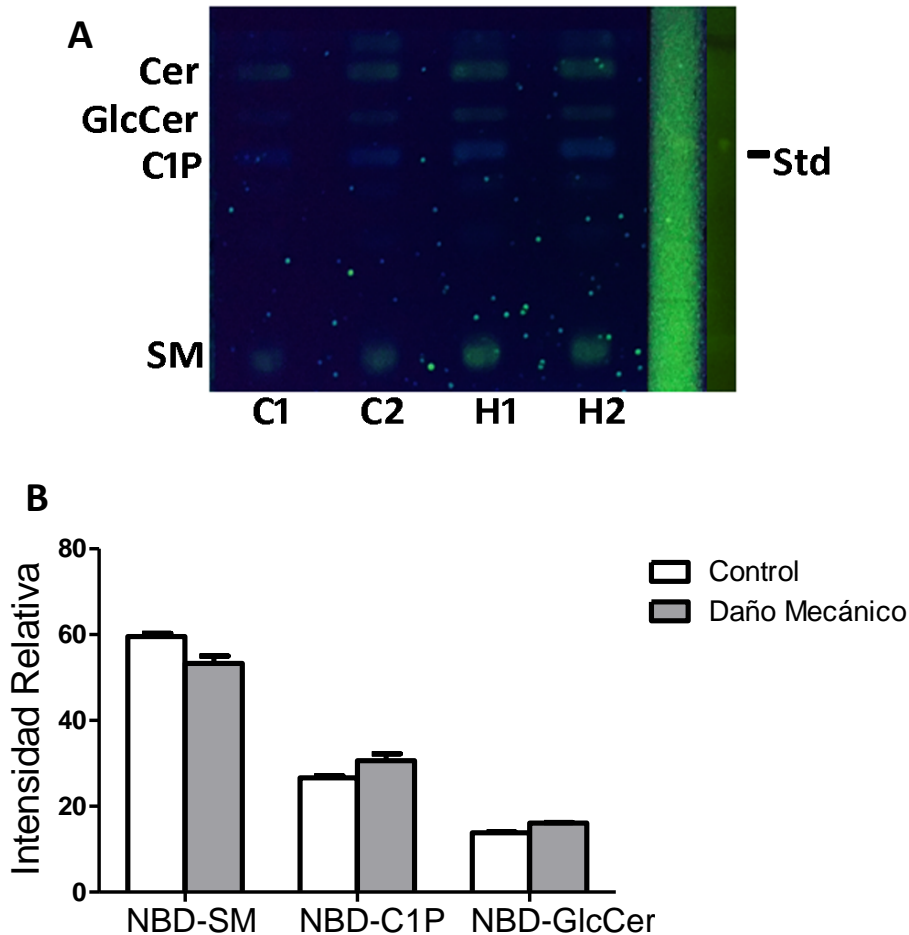 A
Cer
GlcCer
C1P
Std
SM
C1 C2 H1 H2
B
80
60
40
20
0
Intensidad Relativa
Control
Daño Mecánico
NBD-SM NBD-C1P NBD-GlcCer